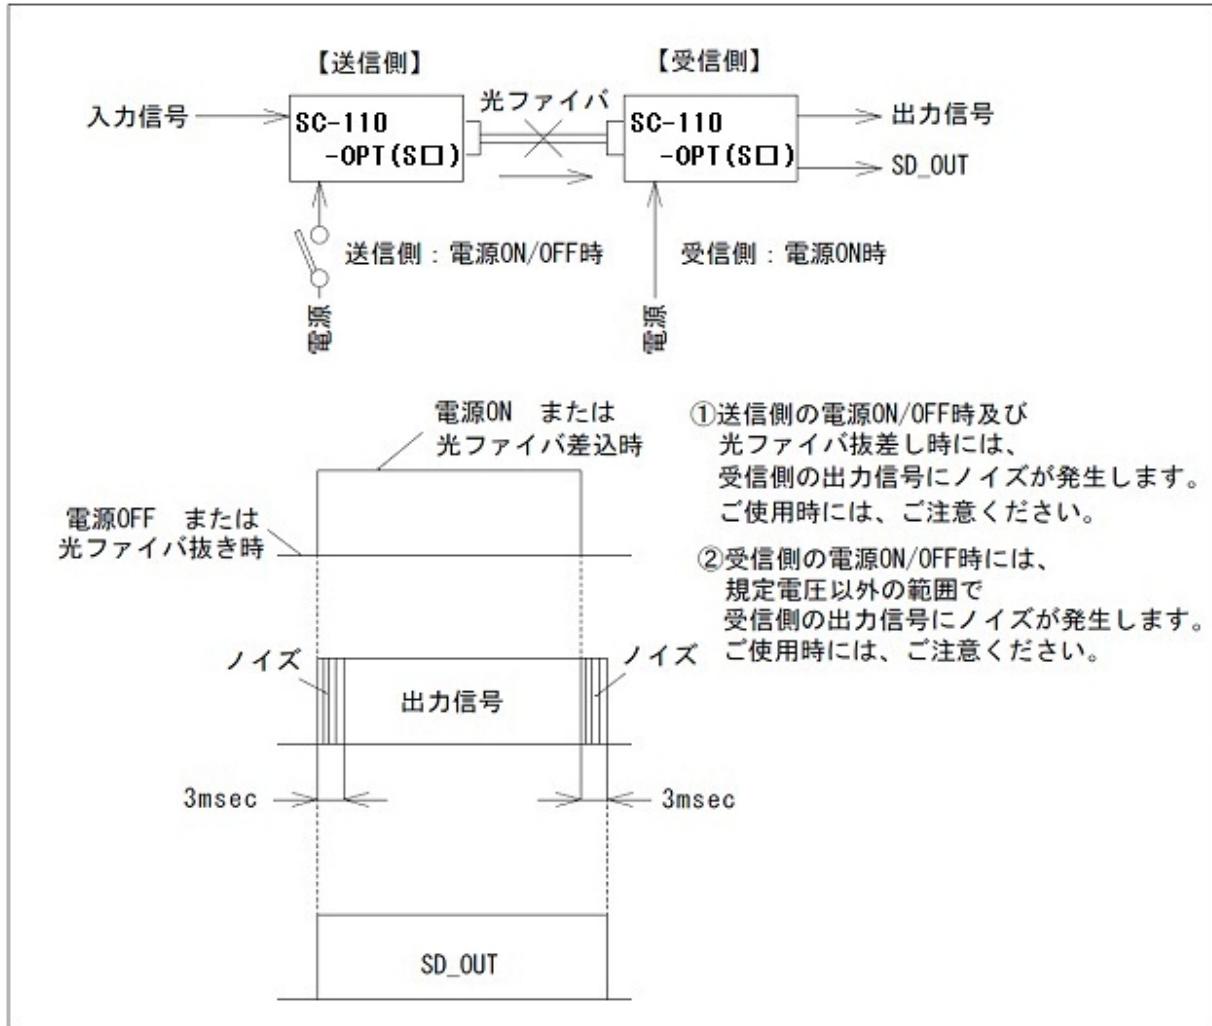 【送信側】
【受信側】
入力信号
SC-110
-OPT(S口)
光ファイバ
SC-110
-OPT(S口)
出力信号
SD_OUT
送信側：電源ON/OFF時
受信側：電源ON時
電源
電源
電源ON　または
光ファイバ差込時
電源OFF　または
光ファイバ抜き時
①送信側の電源ON/OFF時及び
光ファイバ抜差し時には、
受信側の出力信号にノイズが発生します。
ご使用時には、ご注意ください。
②受信側の電源ON/OFF時には、
規定電圧以外の範囲で
受信側の出力信号にノイズが発生します。
ご使用時には、ご注意ください。
ノイズ
ノイズ
出力信号
3msec
3msec
SD_OUT